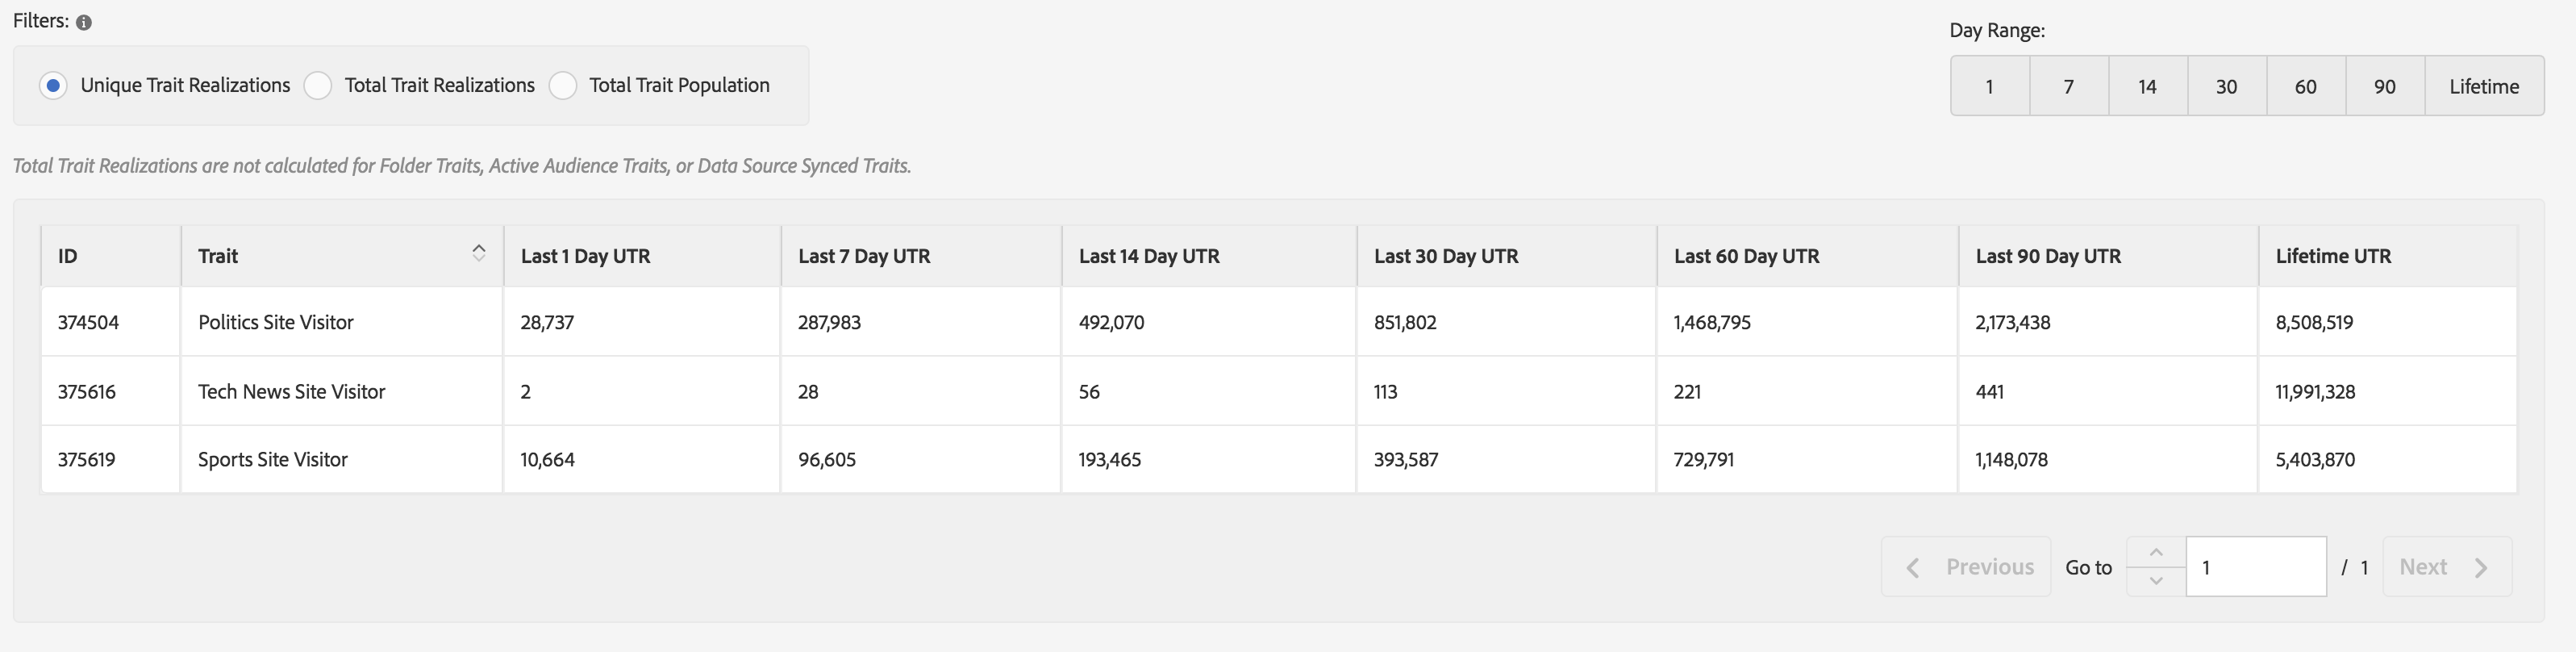 Filters:
Day Range:
Unique Trait Realizations Total Trait Realizations Total Trait Population
1 7 14 30 60 90 Lifetime
Total Trait Realizations are not calculated for Folder Traits, Active Audience Traits, or Data Source Synced Traits.
ID Trait Last 1 Day UTR Last 7 Day UTR Last 14 Day UTR Last 30 Day UTR Last 60 Day UTR Last 90 Day UTR Lifetime UTR
374504 Politics Site Visitor 28,737 287,983 492,070 851,802 1,468,795 2,173,438 8,508,519
375616 Tech News Site Visitor 2 28 56 113 221 441 11,991,328
375619 Sports Site Visitor 10,664 96,605 193,465 393,587 729,791 1,148,078 5,403,870
Previous Go to 1 / 1 Next